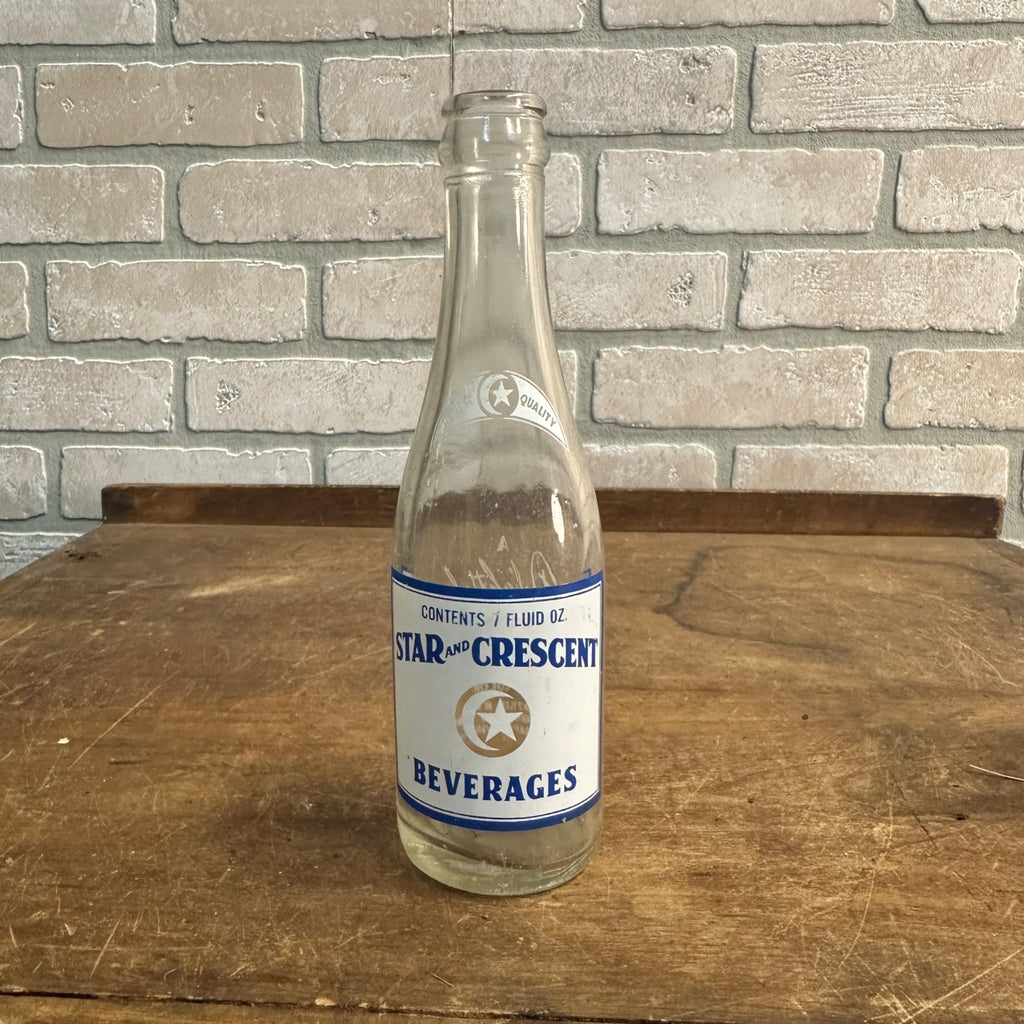 QUALITY
CONTENTS 7 FLUID OZ.
STAR AND CRESCENT
BEVERAGES